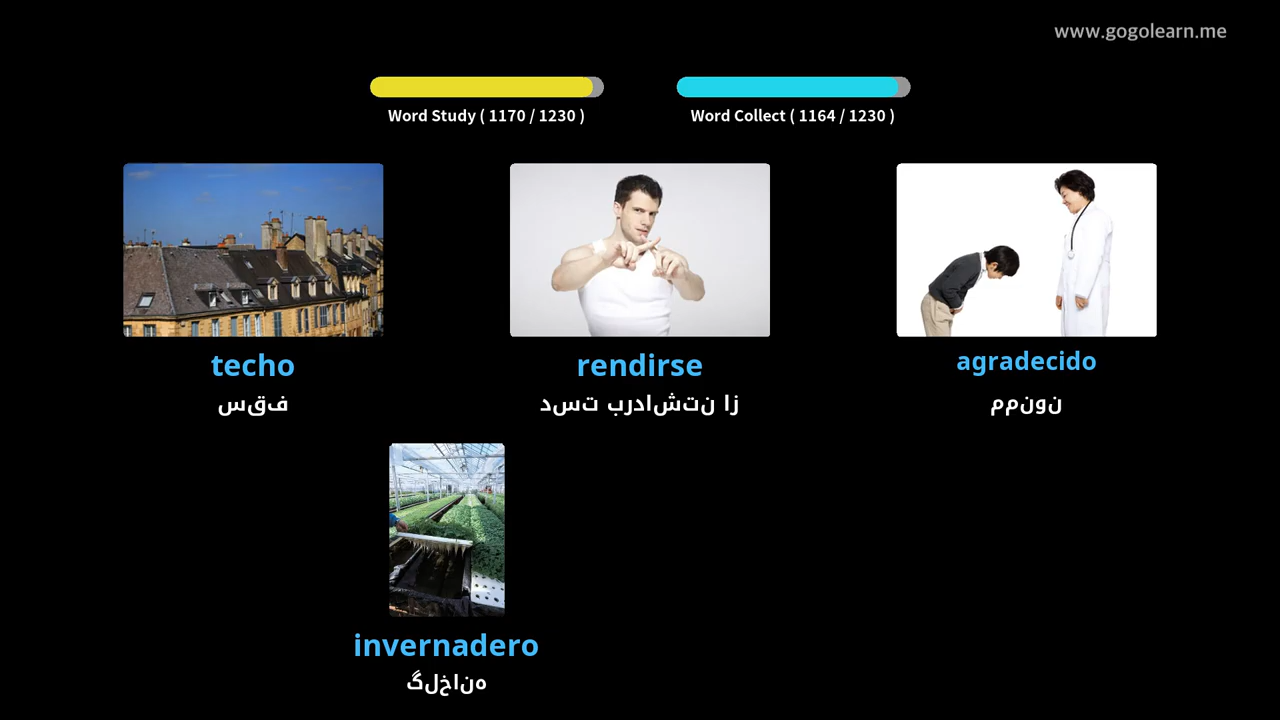 www.gogolearn.me
Word Study ( 1170 / 1230 )
Word Collect ( 1164 / 1230 )
techo
سقف
rendirse
دست برداشتن از
agradecido
ممنون
invernadero
گلخانه